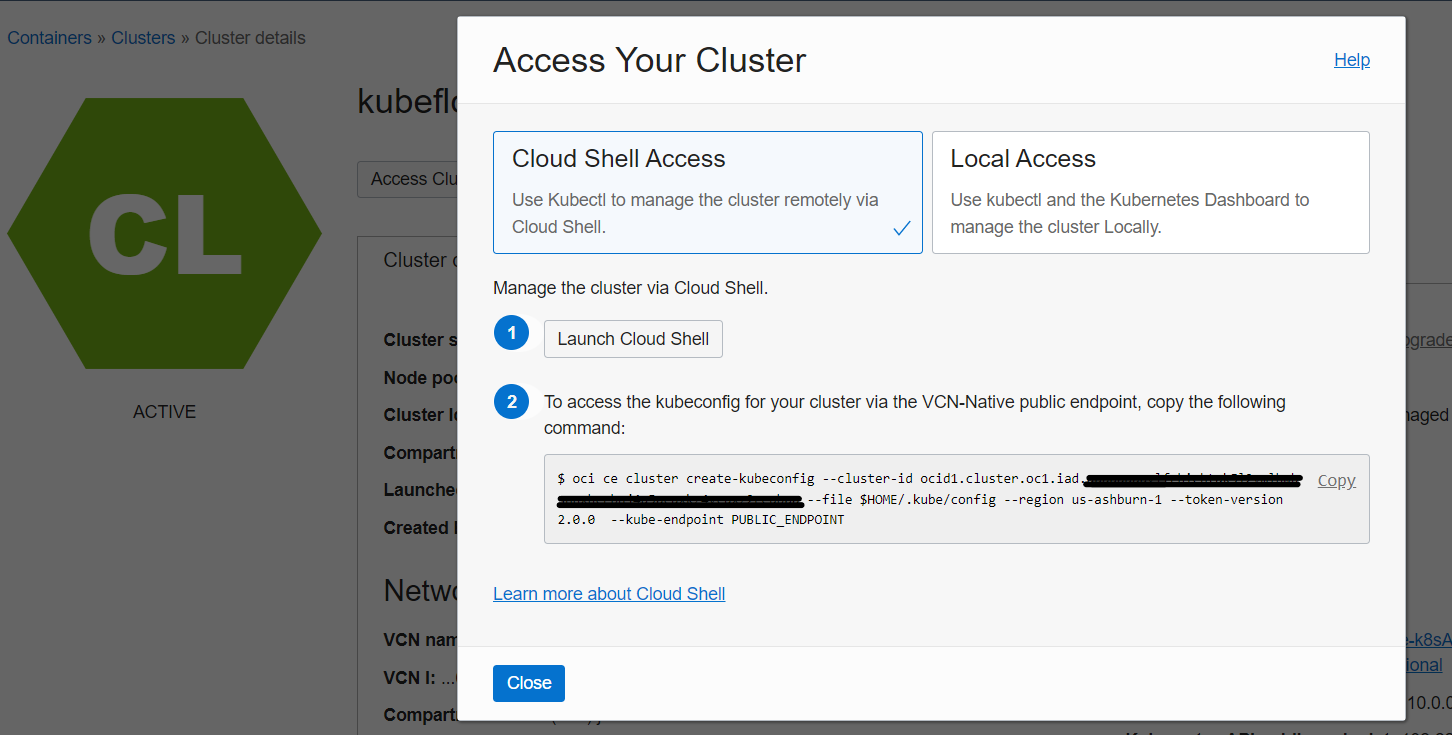 Containers » Clusters » Cluster details
CL
ACTIVE
kubeflo
Access Clu
Cluster
Cluster s
Node poo
Cluster I
Compart
Launche
Created
Netwo
VCN nam
VCN I: ...
Compart
Access Your Cluster
Help
Cloud Shell Access
Use Kubectl to manage the cluster remotely via
Cloud Shell.
Local Access
Use kubectl and the Kubernetes Dashboard to
manage the cluster Locally.
Manage the cluster via Cloud Shell.
1
Launch Cloud Shell
2
To access the kubeconfig for your cluster via the VCN-Native public endpoint, copy the following
command:
$ oci ce cluster create-kubeconfig --cluster-id ocid1.cluster.oc1.iad.
--file $HOME/.kube/config --region us-ashburn-1 --token-version
2.0.0 --kube-endpoint PUBLIC_ENDPOINT
Copy
Learn more about Cloud Shell
Close
pgrade
naged
e-k8sA
ional
10.0.0